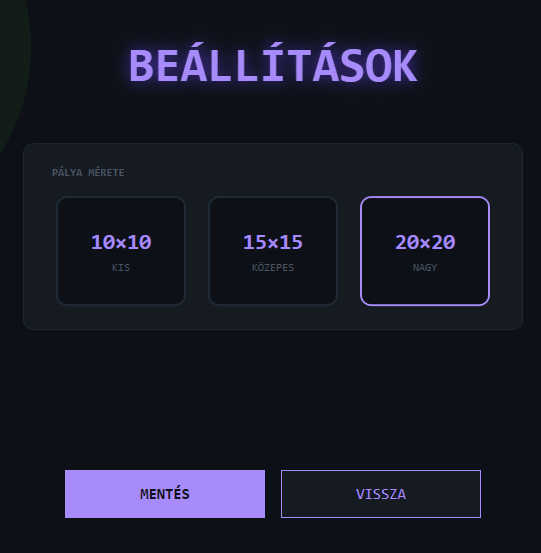 BEÁLLÍTÁSOK
PÁLYA MÉRETE
10×10 15×15 20×20
KIS KÖZEPES NAGY
MENTÉS VISSZA